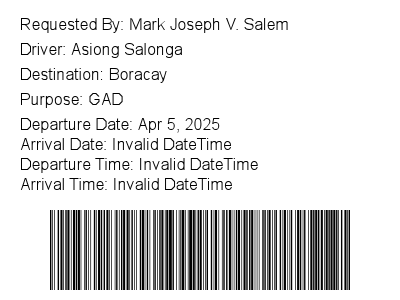 Requested By: Mark Joseph V. Salem
Driver: Asiong Salonga
Destination: Boracay
Purpose: GAD
Departure Date: Apr 5, 2025
Arrival Date: Invalid DateTime
Departure Time: Invalid DateTime
Arrival Time: Invalid DateTime